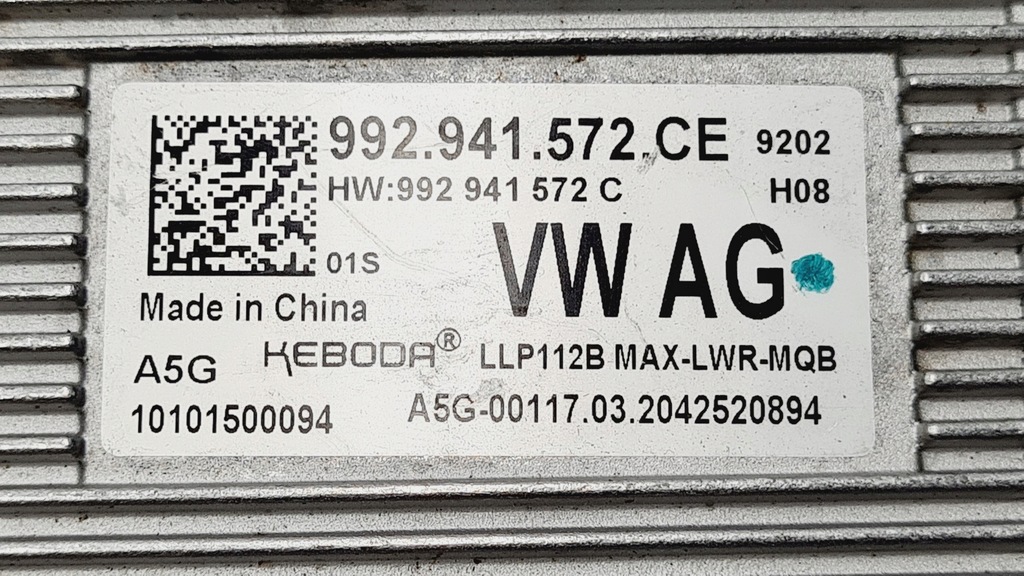 992.941.572.CE 9202
HW:992 941 572 C H08
01S
VW AG
Made in China
A5G KEBODA® LLP112B MAX-LWR-MQB
10101500094 A5G-00117.03.2042520894